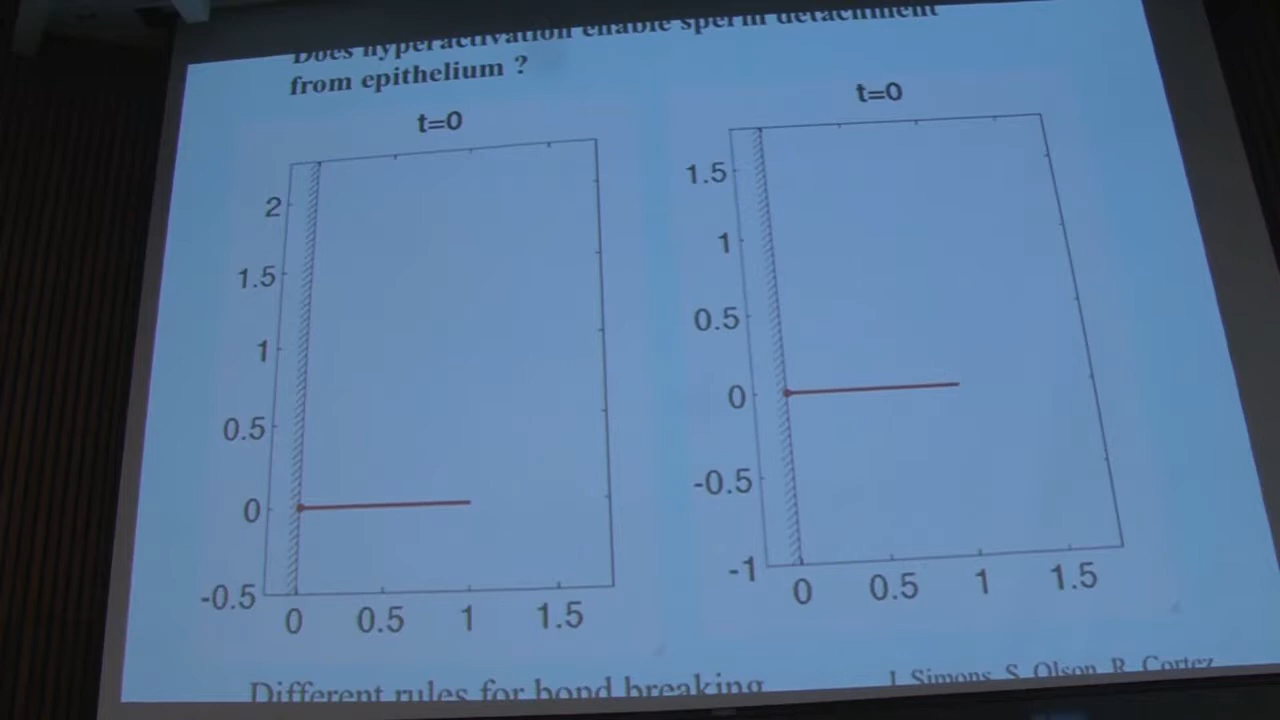 Does hyperactivation enable sperm detachment
from epithelium ?
t=0
2
1.5
1
0.5
0
-0.5
0 0.5 1 1.5
t=0
1.5
1
0.5
0
-0.5
-1
0 0.5 1 1.5
Different rules for bond breaking
J. Simons, S. Olson, R. Cortez